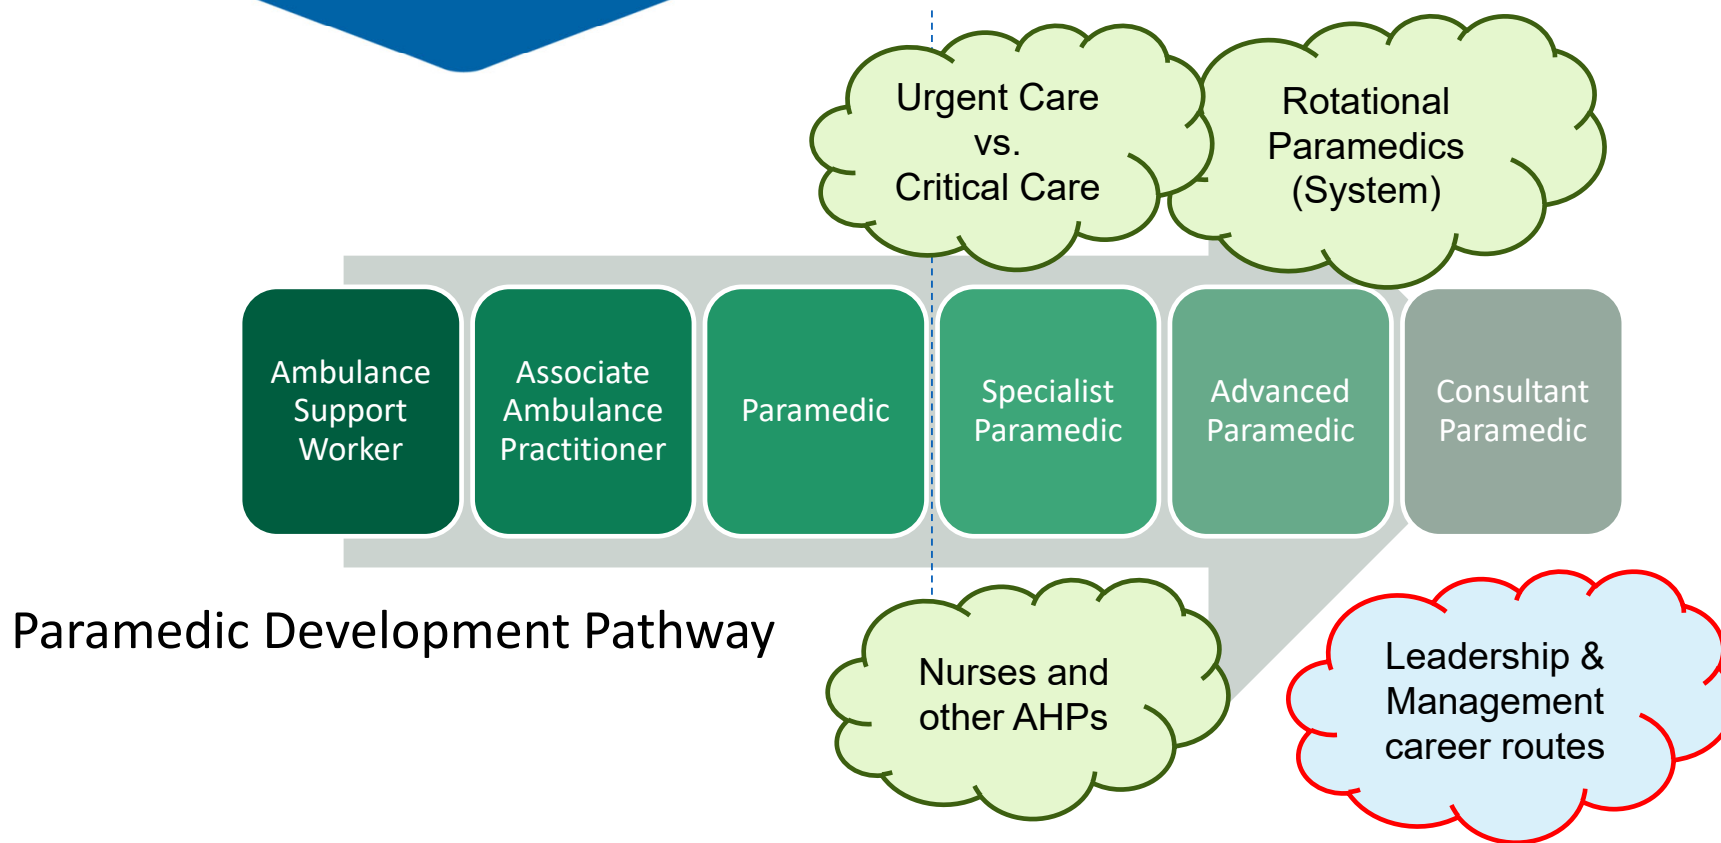 Urgent Care
vs.
Critical Care
Rotational
Paramedics
(System)
Ambulance
Support
Worker
Associate
Ambulance
Practitioner
Paramedic
Specialist
Paramedic
Advanced
Paramedic
Consultant
Paramedic
Paramedic Development Pathway
Nurses and
other AHPs
Leadership &
Management
career routes